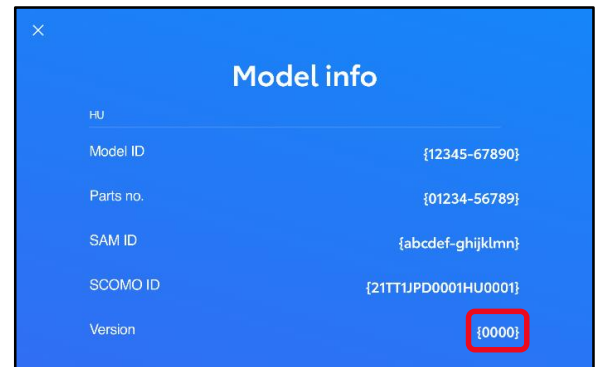 ×
Model info
HU
Model ID {12345-67890}
Parts no. {01234-56789}
SAM ID {abcdef-ghijklmn}
SCOMO ID {21TT1JPD0001HU0001}
Version {0000}